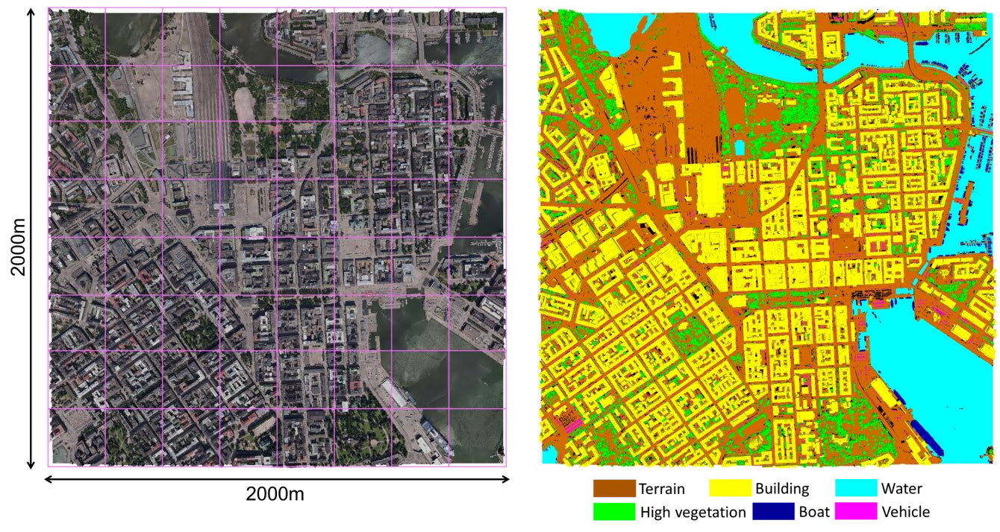 2000m
2000m
Terrain Building Water
High vegetation Boat Vehicle